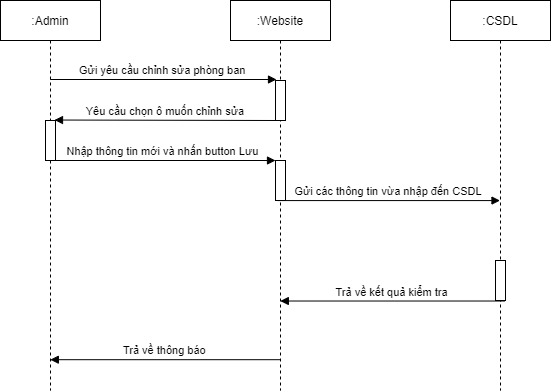 :Admin
:Website
:CSDL
Gửi yêu cầu chỉnh sửa phòng ban
Yêu cầu chọn ô muốn chỉnh sửa
Nhập thông tin mới và nhấn button Lưu
Gửi các thông tin vừa nhập đến CSDL
Trả về kết quả kiểm tra
Trả về thông báo